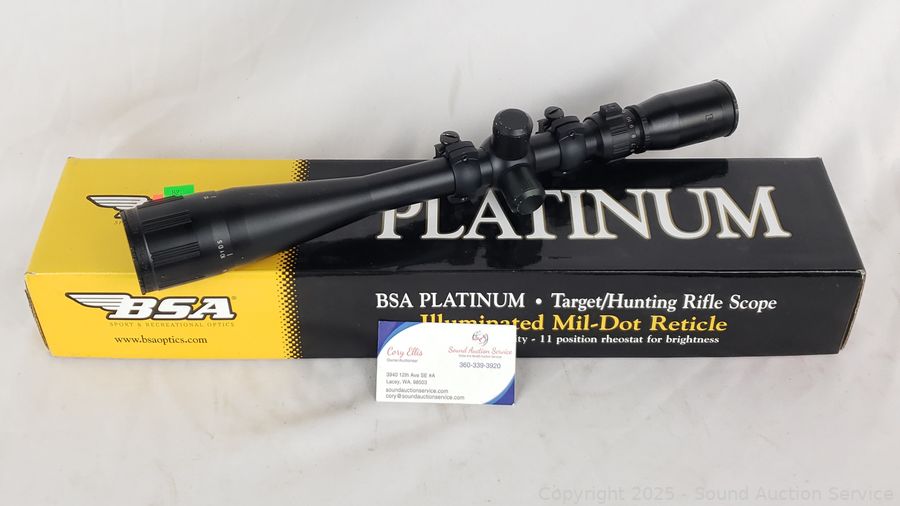 PLATINUM
BSA
SPORT & RECREATIONAL OPTICS
www.bsaoptics.com
BSA PLATINUM • Target/Hunting Rifle Scope
Illuminated Mil-Dot Reticle
- 11 position rheostat for brightness
Cory Ellis
Sound Auction Service
360-339-3920
3940 12th Ave SE #A
Lacey, WA. 98503
soundauctionservice.com
cory@soundauctionservice.com
Copyright 2025 - Sound Auction Service